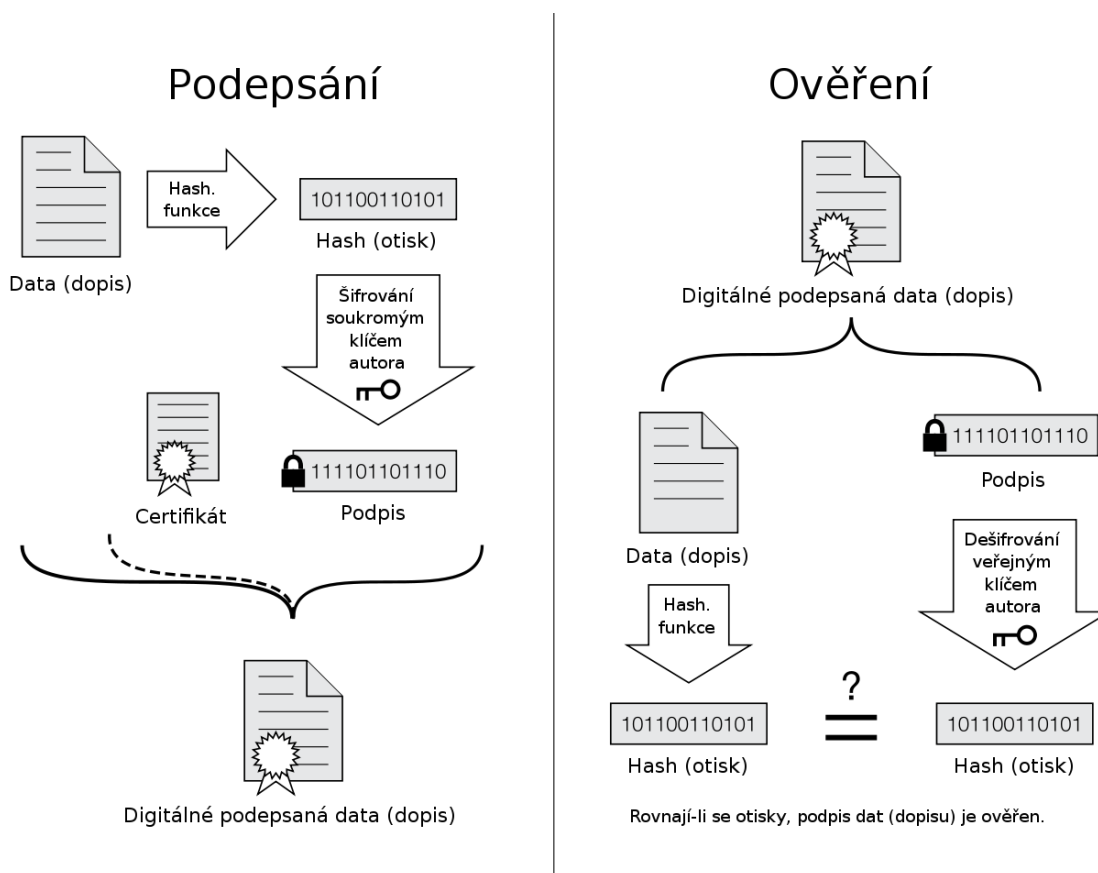 Podepsání
Hash.
funkce
101100110101
Hash (otisk)
Data (dopis)
Šifrování
soukromým
klíčem
autora
111101101110
Certifikát
Podpis
Digitálné podepsaná data (dopis)
Ověření
Digitálné podepsaná data (dopis)
111101101110
Podpis
Data (dopis)
Dešifrování
veřejným
klíčem
autora
Hash.
funkce
?
=
101100110101
101100110101
Hash (otisk)
Hash (otisk)
Rovnají-li se otisky, podpis dat (dopisu) je ověřen.